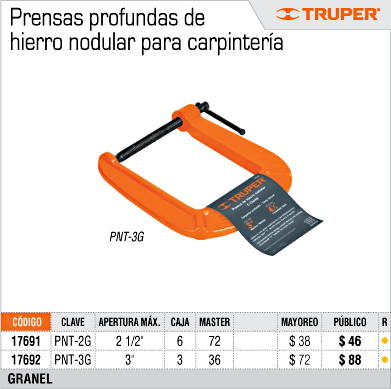 Prensas profundas de
hierro nodular para carpintería
TRUPER®
TRUPER
PNT-3G
CÓDIGO CLAVE APERTURA MÁX. CAJA MASTER MAYOREO PÚBLICO R
17691 PNT-2G 2 1/2" 6 72 $ 38 $ 46
17692 PNT-3G 3" 3 36 $ 72 $ 88
GRANEL